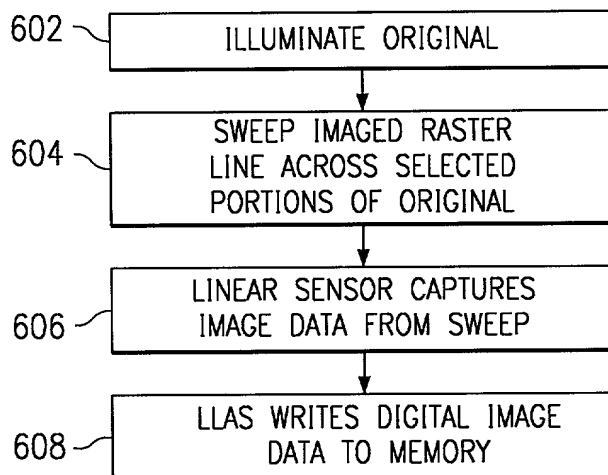 602
ILLUMINATE ORIGINAL
604
SWEEP IMAGED RASTER
LINE ACROSS SELECTED
PORTIONS OF ORIGINAL
606
LINEAR SENSOR CAPTURES
IMAGE DATA FROM SWEEP
608
LLAS WRITES DIGITAL IMAGE
DATA TO MEMORY